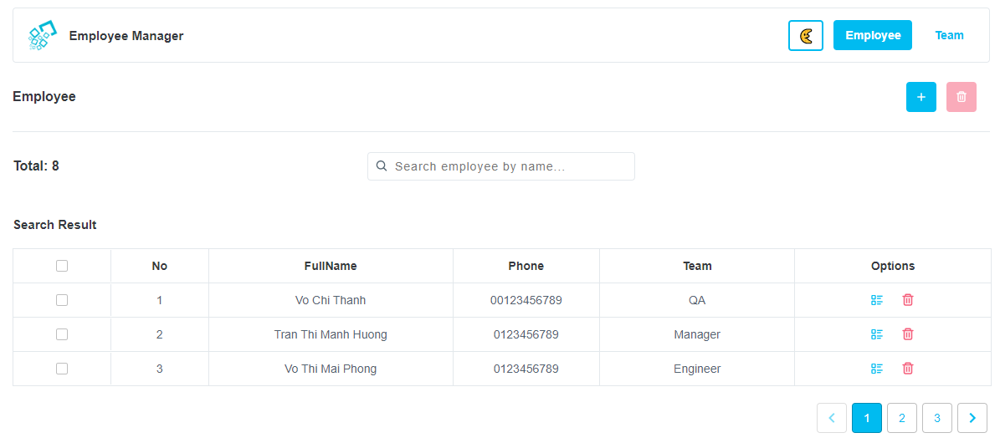 Employee Manager
Employee
Team
Employee
+
Total: 8
Search employee by name...
Search Result
No FullName Phone Team Options
1 Vo Chi Thanh 00123456789 QA
2 Tran Thi Manh Huong 0123456789 Manager
3 Vo Thi Mai Phong 0123456789 Engineer
1 2 3